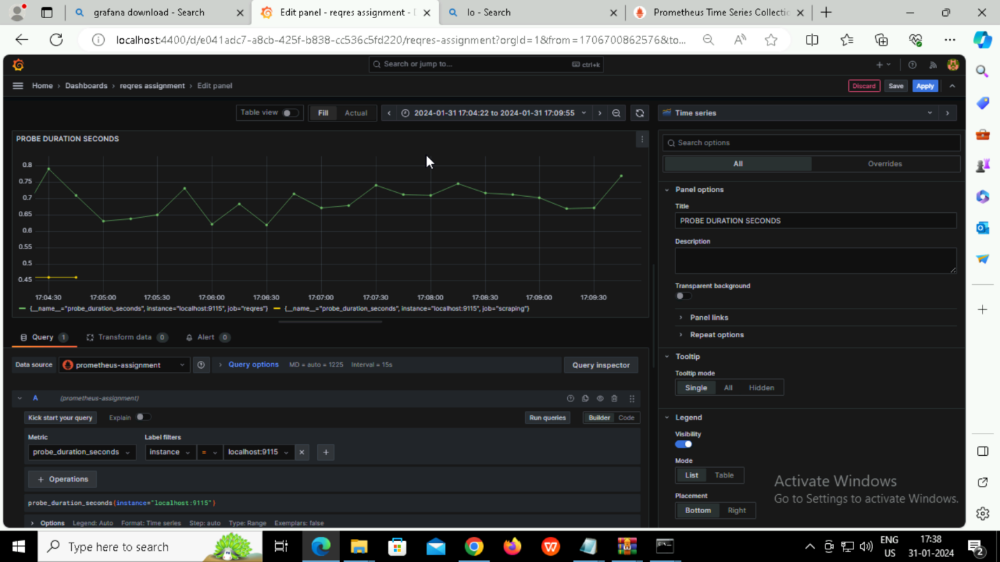 grafana download - Search
Edit panel - reqres assignment -
lo - Search
Prometheus Time Series Collectio
localhost:4400/d/e041adc7-a8cb-425f-b838-cc536c5fd220/reqres-assignment?orgId=1&from=1706700862576&to...
Search or jump to...
ctrl+k
Home › Dashboards › reqres assignment › Edit panel
Discard
Save
Apply
Table view
Fill
Actual
2024-01-31 17:04:22 to 2024-01-31 17:09:55
Time series
PROBE DURATION SECONDS
0.8
0.75
0.7
0.65
0.6
0.55
0.5
0.45
17:04:30 17:05:00 17:05:30 17:06:00 17:06:30 17:07:00 17:07:30 17:08:00 17:08:30 17:09:00 17:09:30
{__name__="probe_duration_seconds", instance="localhost:9115", job="reqres"} {__name__="probe_duration_seconds", instance="localhost:9115", job="scraping"}
Query 1
Transform data 0
Alert 0
Data source
prometheus-assignment
Query options MD = auto = 1225 Interval = 15s
Query inspector
A (prometheus-assignment)
Kick start your query
Explain
Run queries
Builder
Code
Metric
Label filters
probe_duration_seconds
instance
=
localhost:9115
+ Operations
probe_duration_seconds{instance="localhost:9115"}
Options Legend: Auto Format: Time series Step: auto Type: Range Exemplars: false
Search options
All
Overrides
Panel options
Title
PROBE DURATION SECONDS
Description
Transparent background
Panel links
Repeat options
Tooltip
Tooltip mode
Single
All
Hidden
Legend
Visibility
Mode
List
Table
Placement
Bottom
Right
Activate Windows
Go to Settings to activate Windows.
Type here to search
ENG
US
17:38
31-01-2024
2